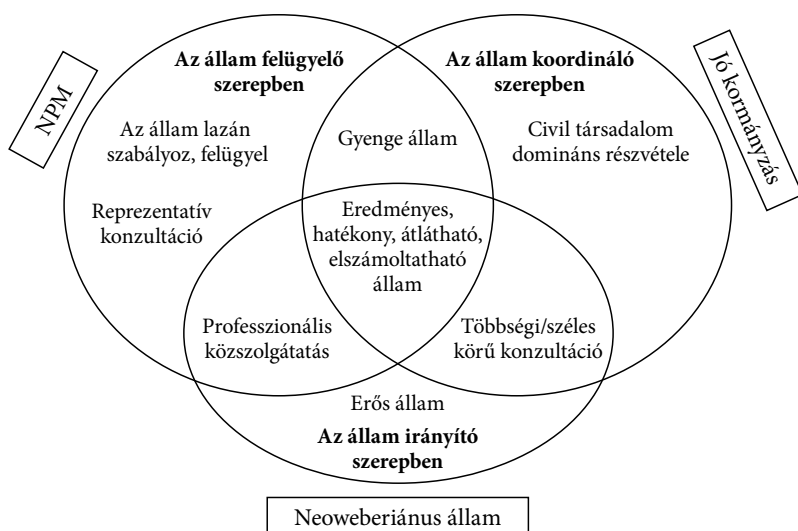 Az állam felügyelő
szerepben
Az állam koordináló
szerepben
NPM
Jó kormányzás
Az állam lazán
szabályoz, felügyel
Gyenge állam
Civil társadalom
domináns részvétele
Reprezentatív
konzultáció
Eredményes,
hatékony, átlátható,
elszámoltatható
állam
Professzionális
közszolgátatás
Többségi/széles
körű konzultáció
Erős állam
Az állam irányító
szerepben
Neoweberiánus állam